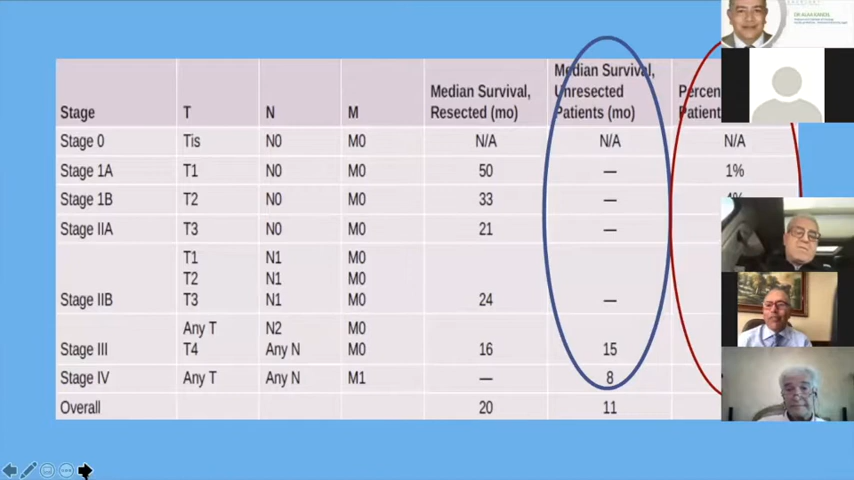 DR ALAA KANDIL
Median Survival, Resected (mo)
Median Survival, Unresected Patients (mo)
Stage T N M
Stage 0 Tis N0 M0 N/A N/A N/A
Stage 1A T1 N0 M0 50 — 1%
Stage 1B T2 N0 M0 33 —
Stage IIA T3 N0 M0 21 —
T1 N1 M0
T2 N1 M0
Stage IIB T3 N1 M0 24 —
Any T N2 M0
Stage III T4 Any N M0 16 15
Stage IV Any T Any N M1 — 8
Overall 20 11